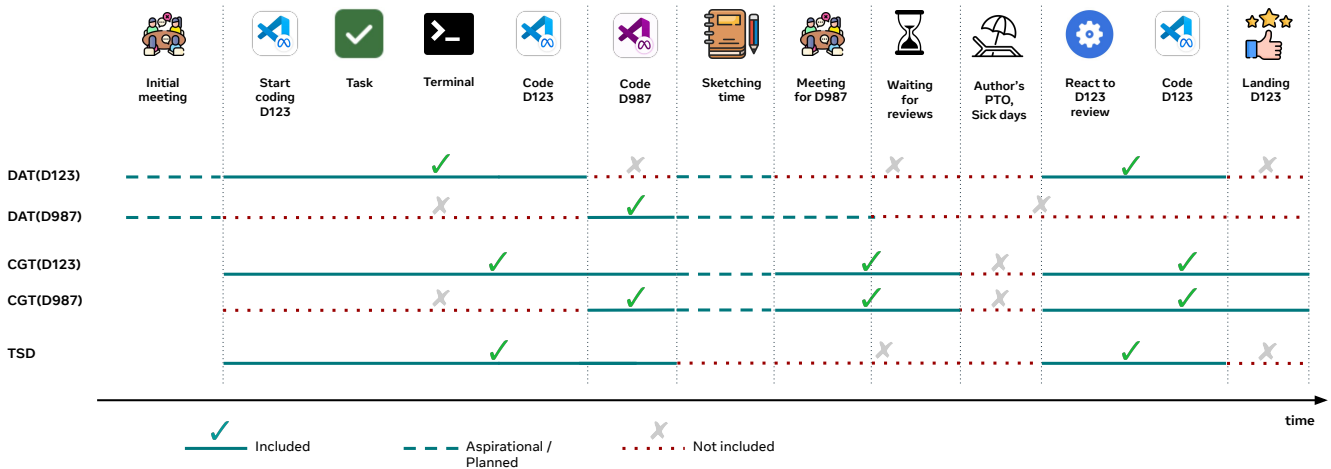 Initial
meeting
Start
coding
D123
Task
Terminal
Code
D123
Code
D987
Sketching
time
Meeting
for D987
Waiting
for
reviews
Author's
PTO,
Sick days
React to
D123
review
Code
D123
Landing
D123
DAT(D123)
DAT(D987)
CGT(D123)
CGT(D987)
TSD
time
Included
Aspirational /
Planned
Not included